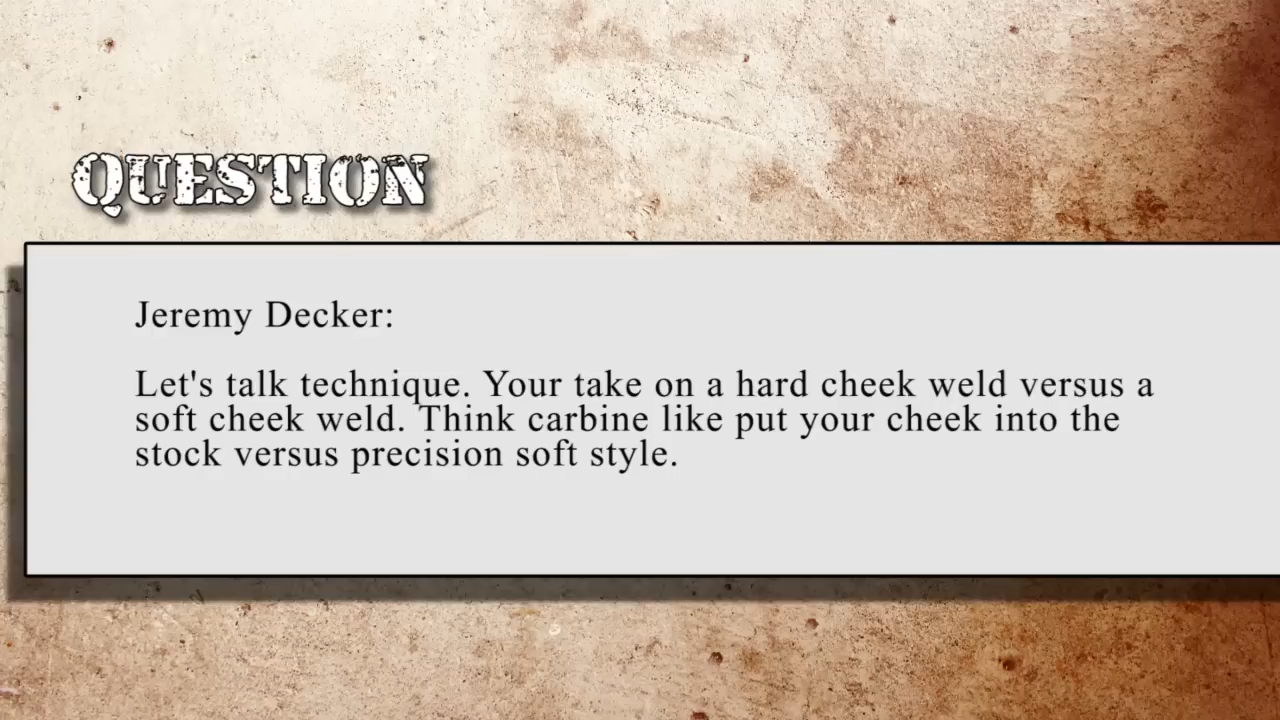 QUESTION
Jeremy Decker:
Let's talk technique. Your take on a hard cheek weld versus a
soft cheek weld. Think carbine like put your cheek into the
stock versus precision soft style.